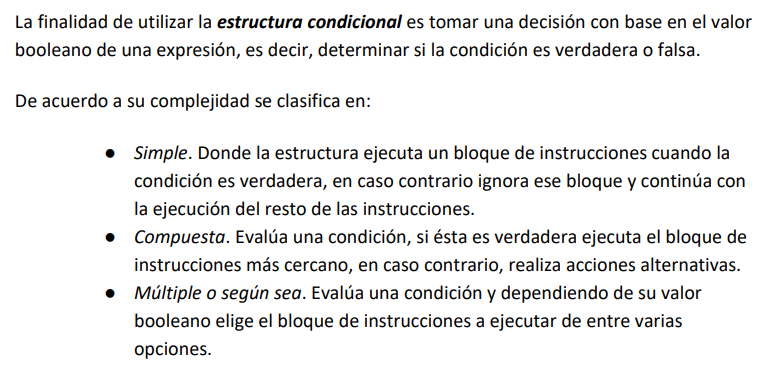 La finalidad de utilizar la estructura condicional es tomar una decisión con base en el valor
booleano de una expresión, es decir, determinar si la condición es verdadera o falsa.
De acuerdo a su complejidad se clasifica en:
● Simple. Donde la estructura ejecuta un bloque de instrucciones cuando la
condición es verdadera, en caso contrario ignora ese bloque y continúa con
la ejecución del resto de las instrucciones.
● Compuesta. Evalúa una condición, si ésta es verdadera ejecuta el bloque de
instrucciones más cercano, en caso contrario, realiza acciones alternativas.
● Múltiple o según sea. Evalúa una condición y dependiendo de su valor
booleano elige el bloque de instrucciones a ejecutar de entre varias
opciones.